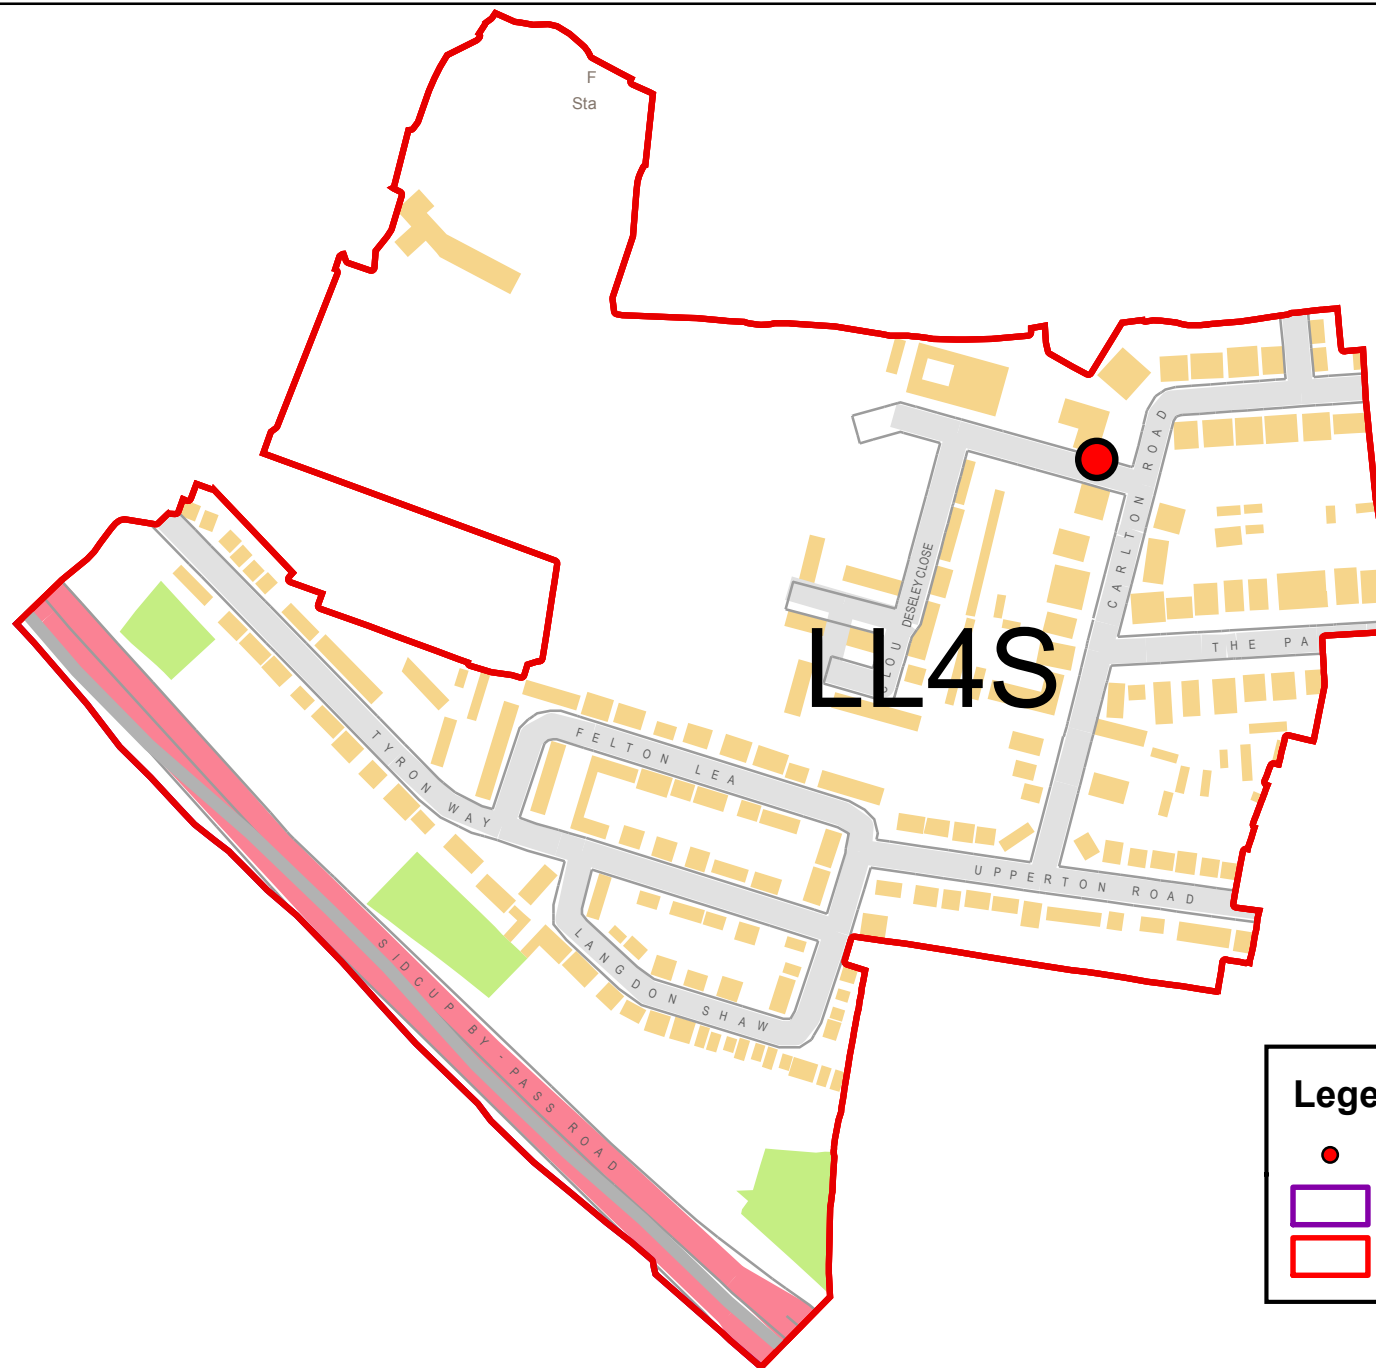 F
Sta
CARLTON ROAD
DESELEY CLOSE
CLOU
LL4S
THE PA
FELTON LEA
TYRON WAY
UPPERTON ROAD
LANGDON SHAW
SIDCUP BY-PASS ROAD
Lege